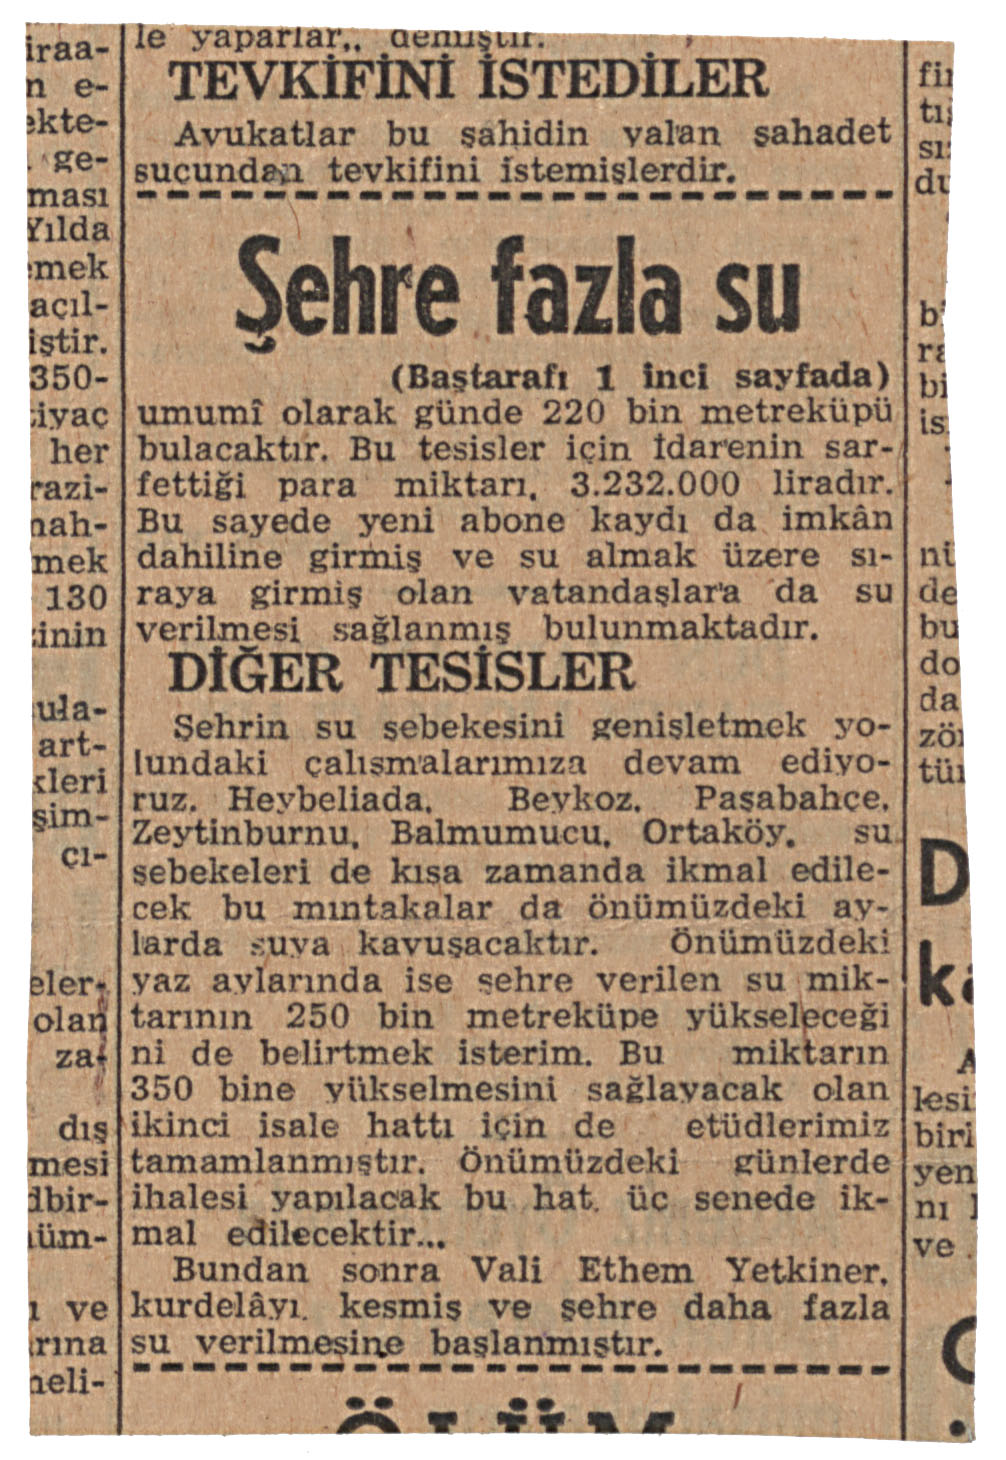 le yaparlar,, demiştir.
TEVKİFİNİ İSTEDİLER
Avukatlar bu şahidin yalan şahadet
suçundan tevkifini istemişlerdir.
Şehre fazla su
(Baştarafı 1 inci sayfada)
umumî olarak günde 220 bin metreküpü
bulacaktır. Bu tesisler için İdarenin sar-
fettiği para miktarı, 3.232.000 liradır.
Bu sayede yeni abone kaydı da imkân
dahiline girmiş ve su almak üzere sı-
raya girmiş olan vatandaşlara da su
verilmesi sağlanmış bulunmaktadır.
DİĞER TESİSLER
Şehrin su şebekesini genişletmek yo-
lundaki çalışmalarımıza devam ediyo-
ruz. Heybeliada, Beykoz, Paşabahçe,
Zeytinburnu, Balmumucu, Ortaköy, su
şebekeleri de kısa zamanda ikmal edile-
cek bu mıntakalar da önümüzdeki ay-
larda suya kavuşacaktır. Önümüzdeki
yaz aylarında ise şehre verilen su mik-
tarının 250 bin metreküpe yükseleceği
ni de belirtmek isterim. Bu miktarın
350 bine yükselmesini sağlayacak olan
ikinci isale hattı için de etüdlerimiz
tamamlanmıştır. Önümüzdeki günlerde
ihalesi yapılacak bu hat, üç senede ik-
mal edilecektir...
Bundan sonra Vali Ethem Yetkiner,
kurdelâyı kesmiş ve şehre daha fazla
su verilmesine başlanmıştır.
ÖLÜM